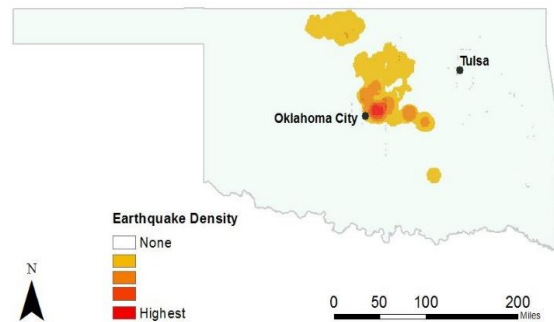 Tulsa
Oklahoma City
Earthquake Density
None
Highest
N
0 50 100 200
Miles